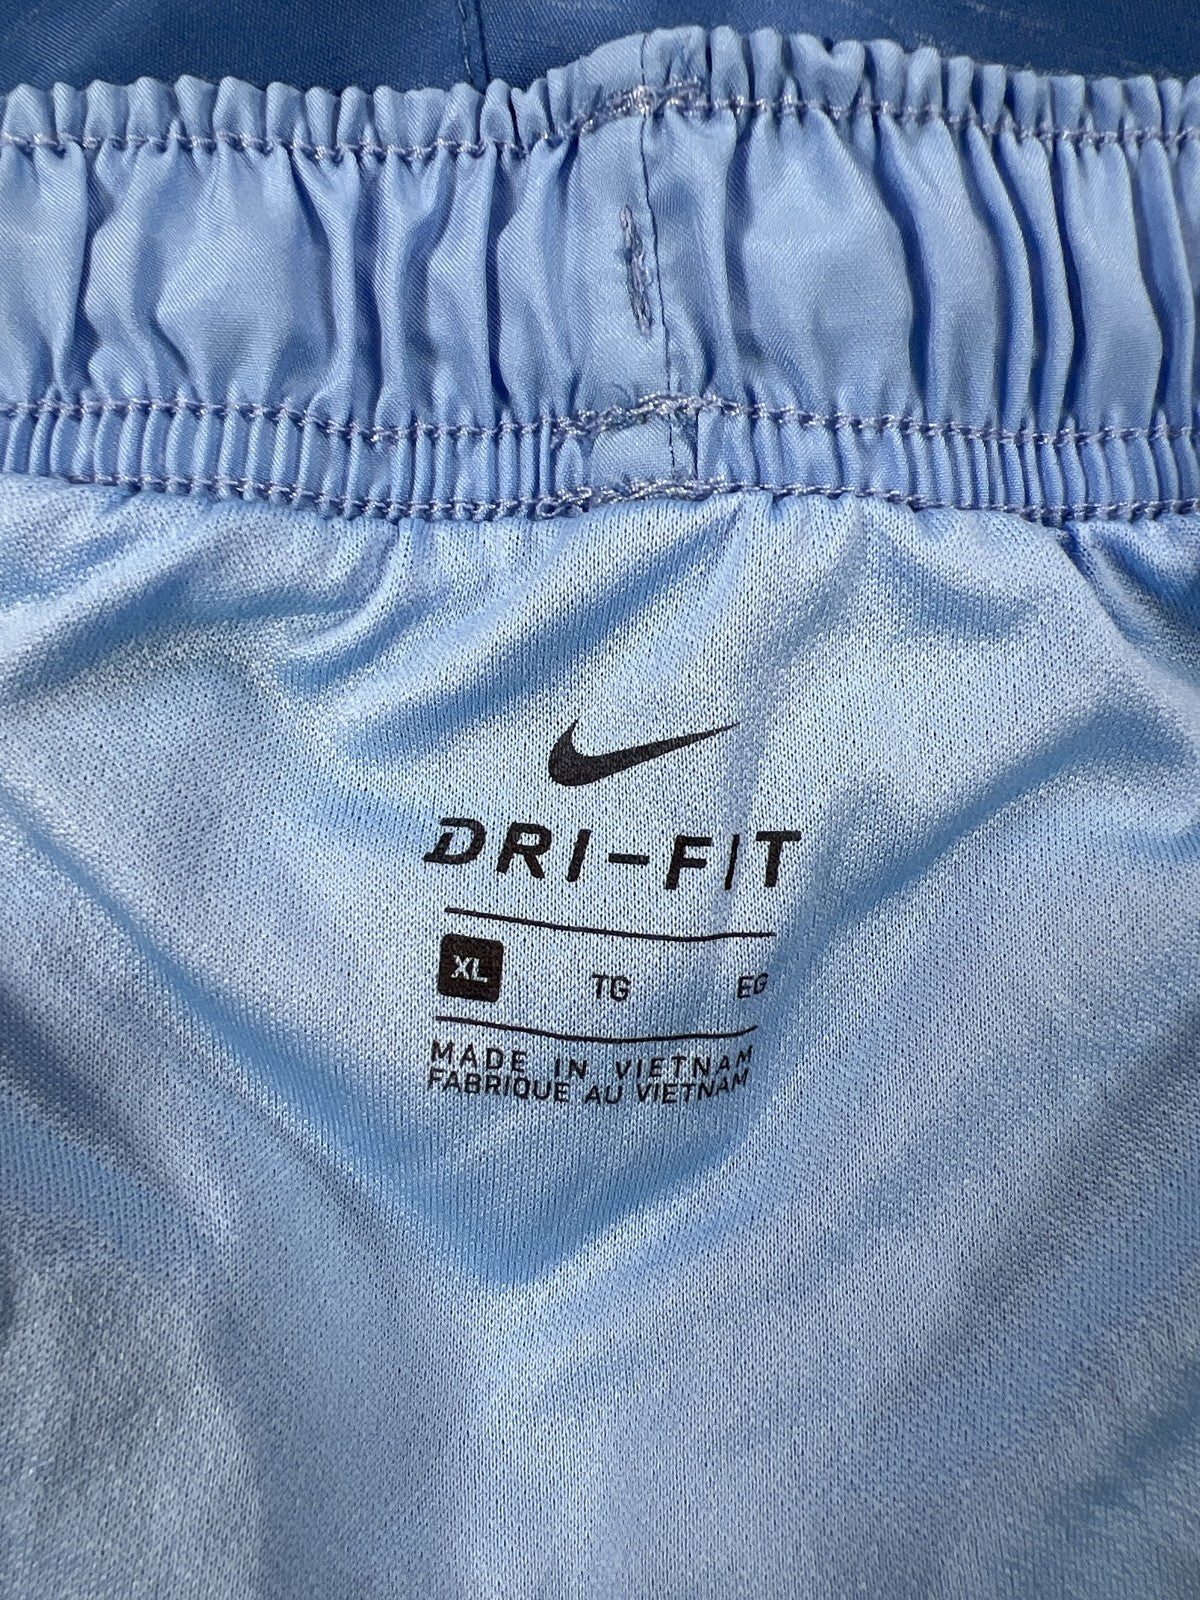 DRI-FIT
XL TG EG
MADE IN VIETNAM
FABRIQUE AU VIETNAM